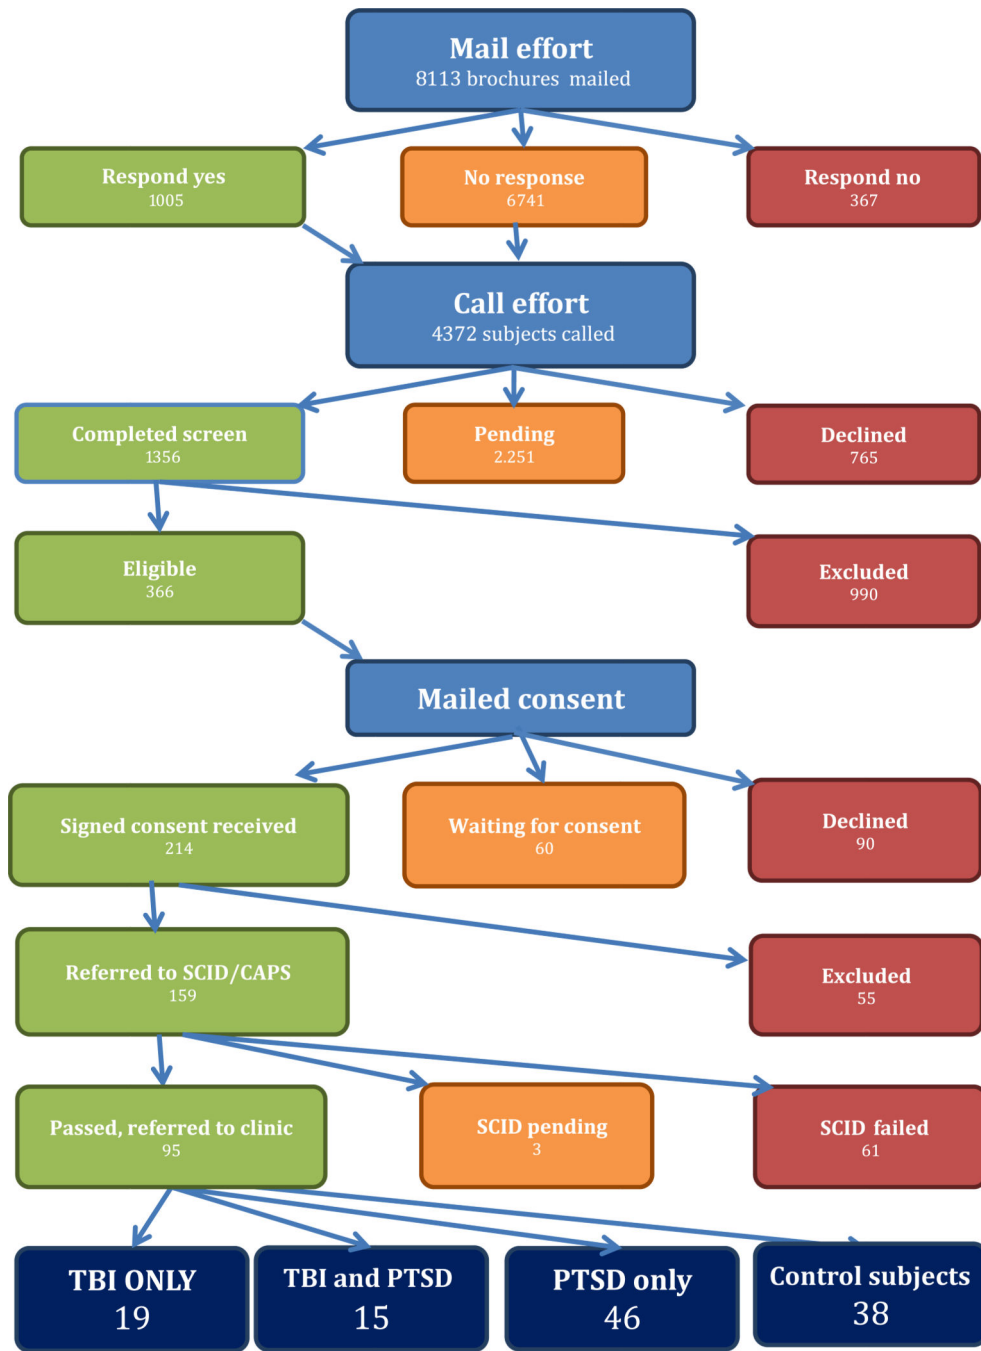 Mail effort
8113 brochures mailed
Respond yes
1005
No response
6741
Respond no
367
Call effort
4372 subjects called
Completed screen
1356
Pending
2.251
Declined
765
Eligible
366
Excluded
990
Mailed consent
Signed consent received
214
Waiting for consent
60
Declined
90
Referred to SCID/CAPS
159
Excluded
55
Passed, referred to clinic
95
SCID pending
3
SCID failed
61
TBI ONLY
19
TBI and PTSD
15
PTSD only
46
Control subjects
38